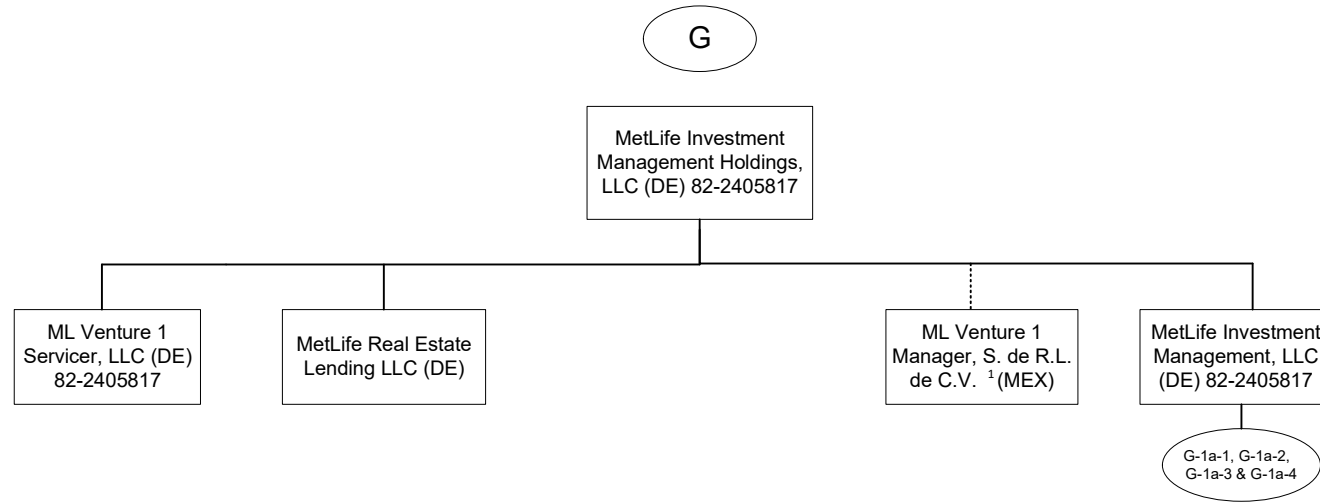 G
MetLife Investment
Management Holdings,
LLC (DE) 82-2405817
ML Venture 1
Servicer, LLC (DE)
82-2405817
MetLife Real Estate
Lending LLC (DE)
ML Venture 1
Manager, S. de R.L.
de C.V. ¹ (MEX)
MetLife Investment
Management, LLC
(DE) 82-2405817
G-1a-1, G-1a-2,
G-1a-3 & G-1a-4